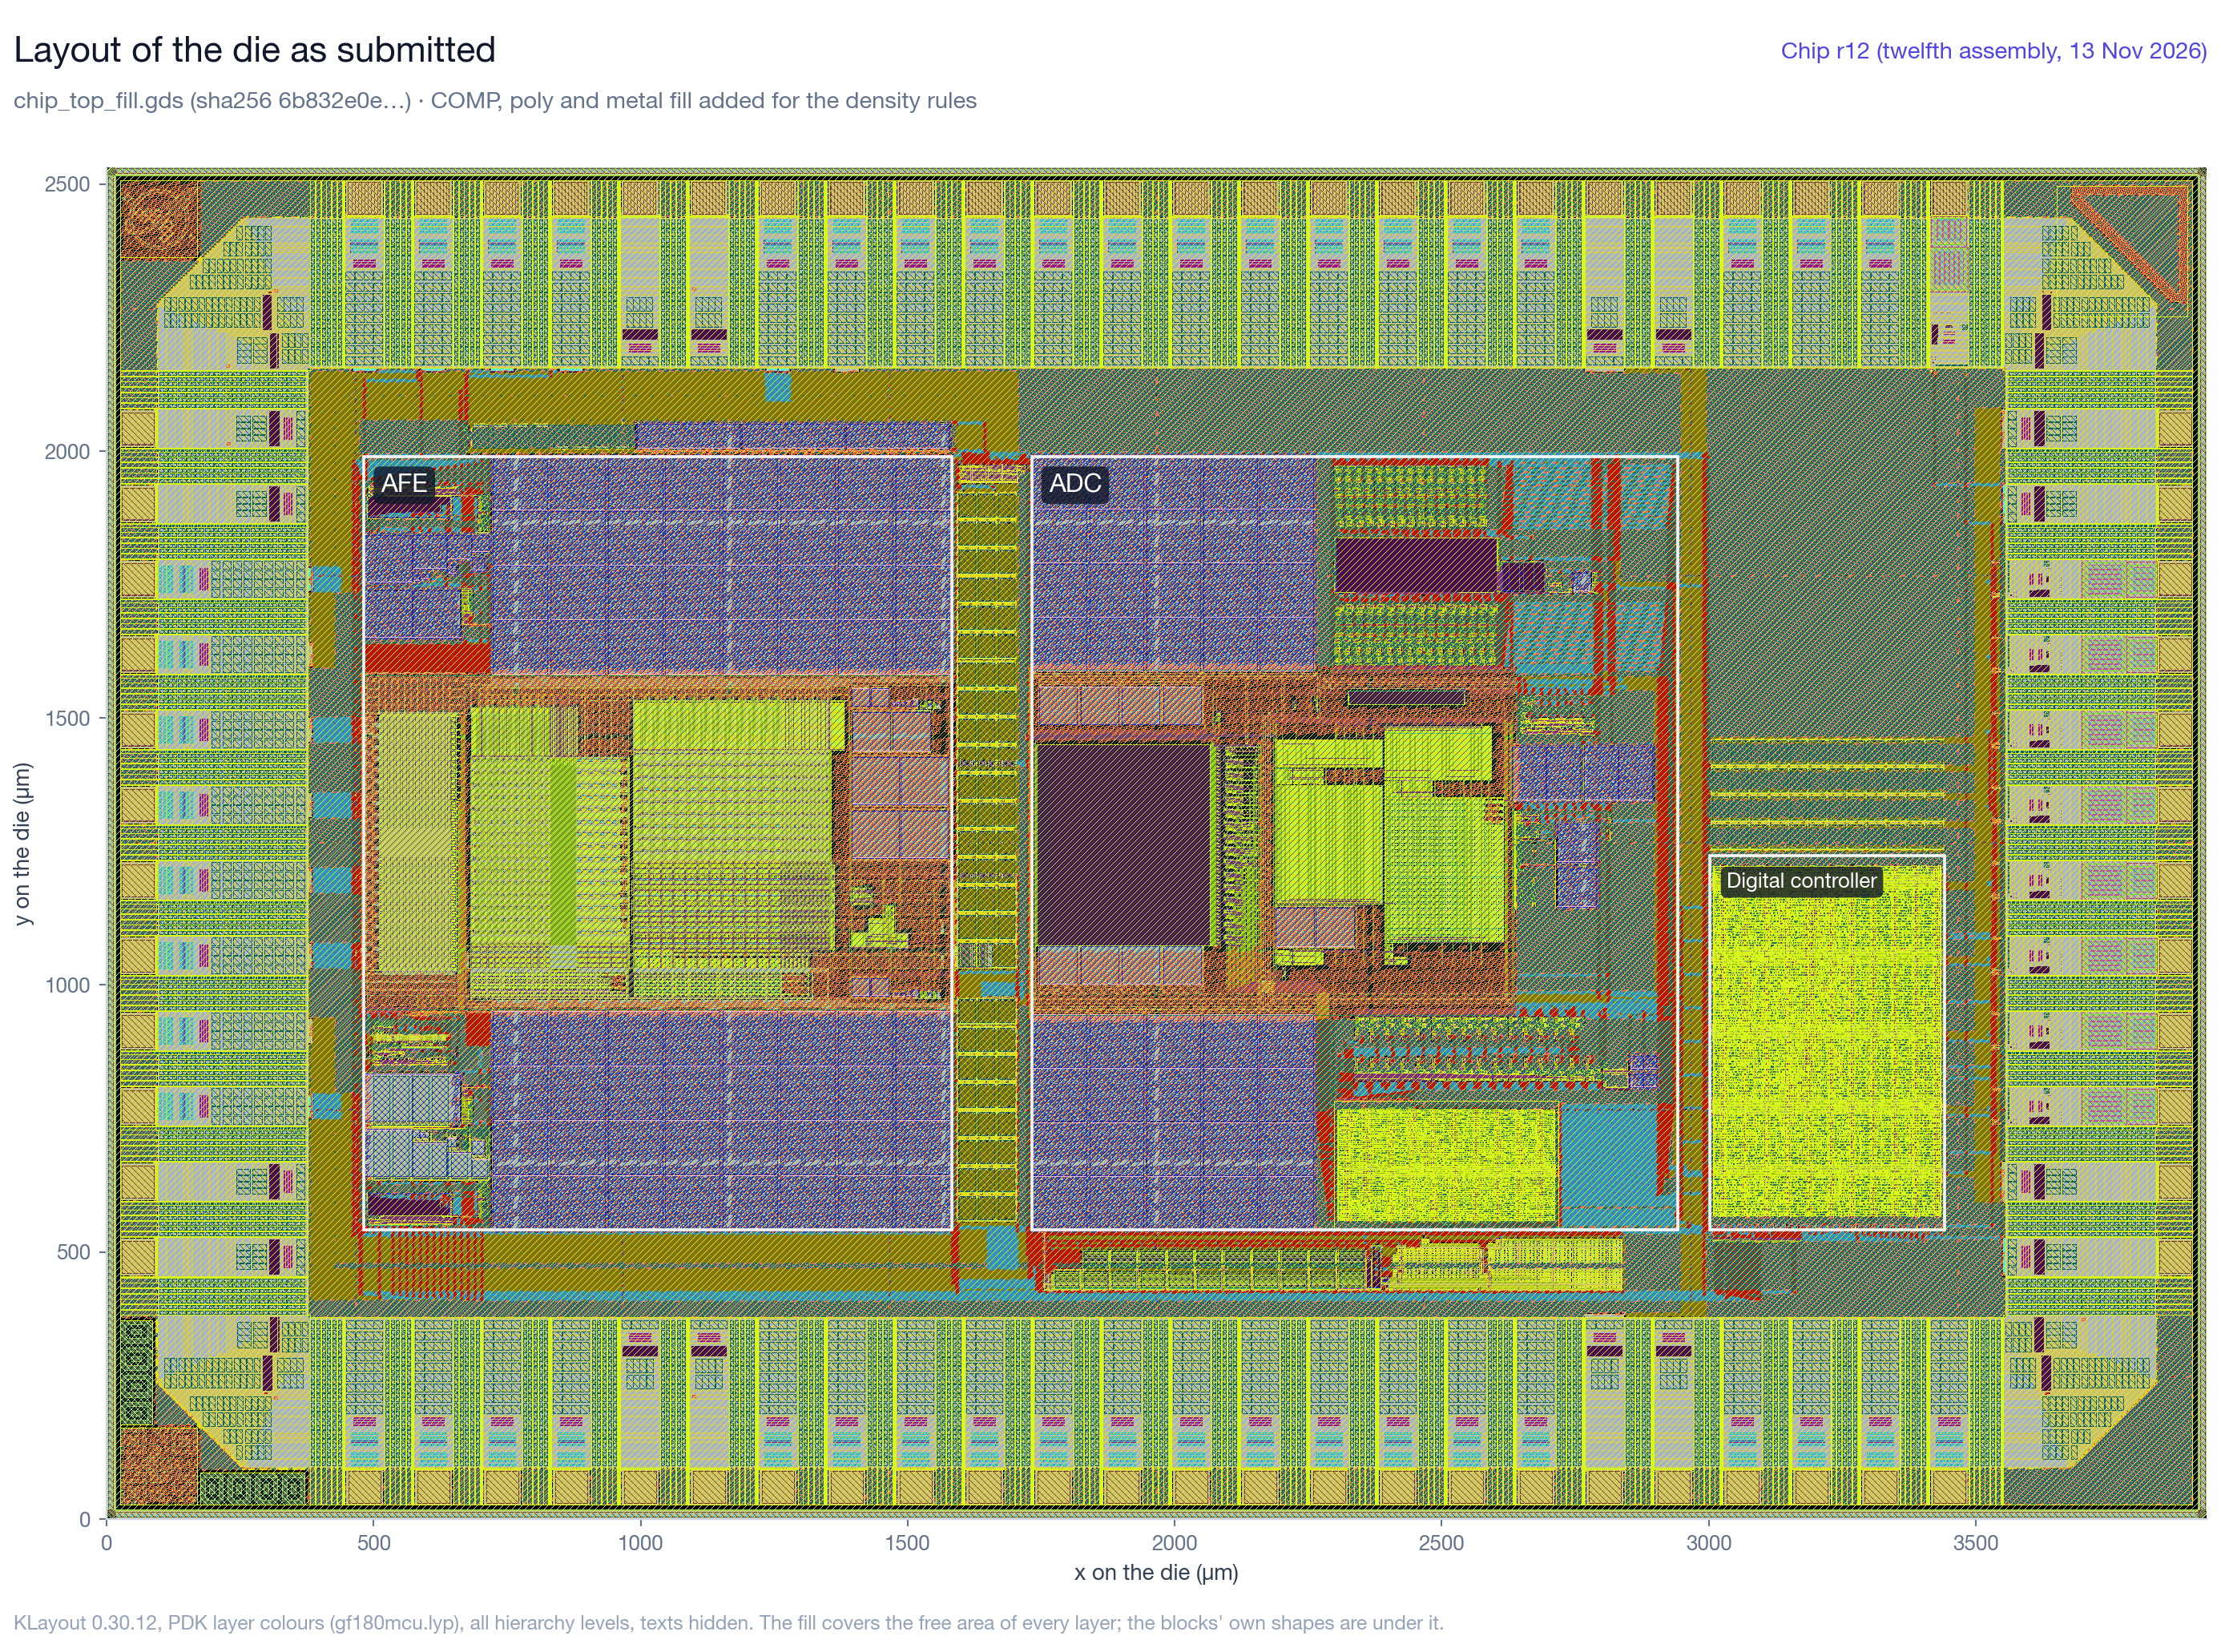 Layout of the die as submitted
Chip r12 (twelfth assembly, 13 Nov 2026)
chip_top_fill.gds (sha256 6b832e0e…) · COMP, poly and metal fill added for the density rules
2500
2000
1500
1000
500
0
y on the die (µm)
AFE
ADC
Digital controller
0
500
1000
1500
2000
2500
3000
3500
x on the die (µm)
KLayout 0.30.12, PDK layer colours (gf180mcu.lyp), all hierarchy levels, texts hidden. The fill covers the free area of every layer; the blocks' own shapes are under it.